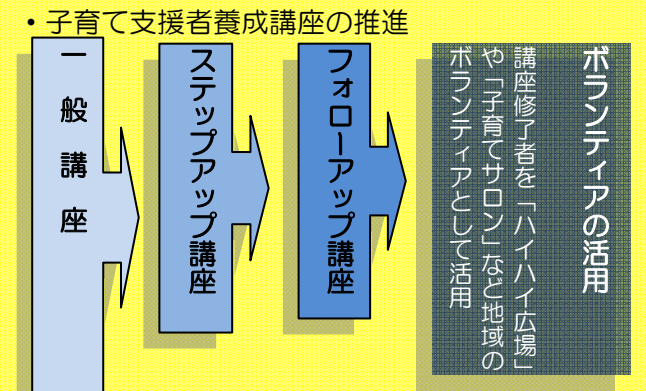 ・子育て支援者養成講座の推進
一般講座
ステップアップ講座
フォローアップ講座
ボランティアの活用
講座修了者を「ハイハイ広場」
や「子育てサロン」など地域の
ボランティアとして活用